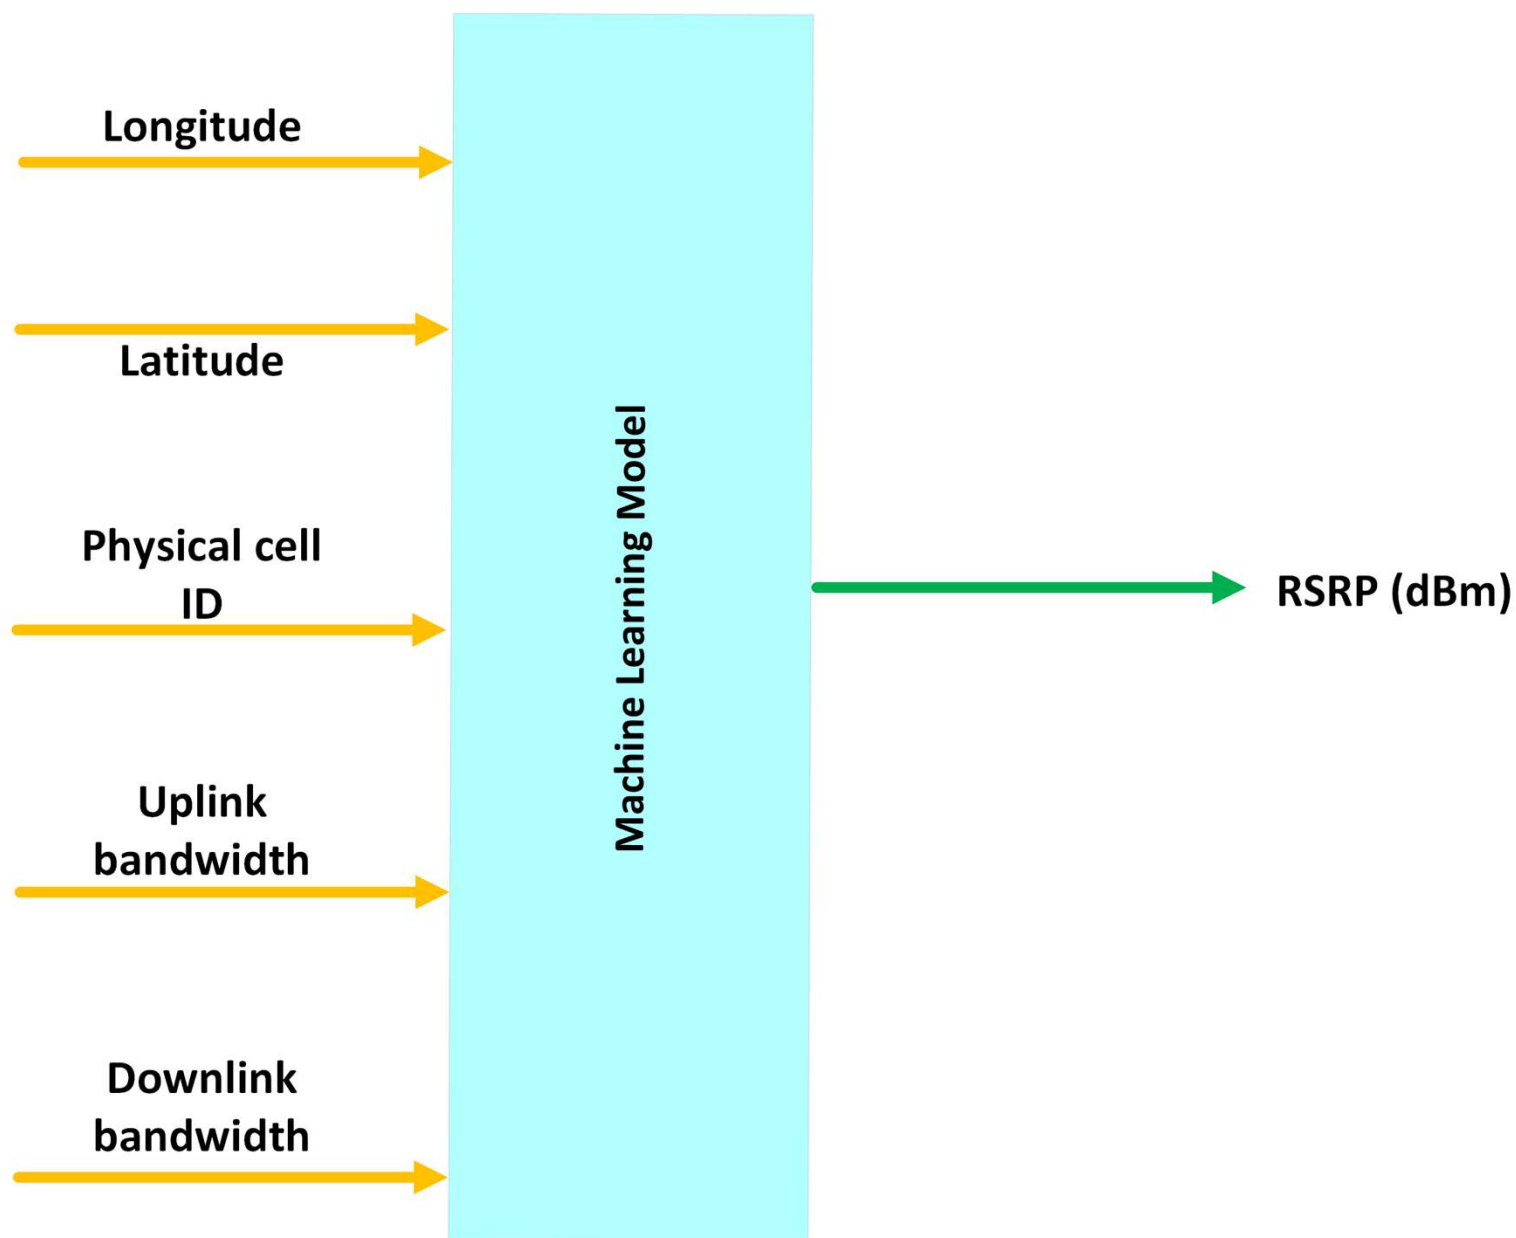 Longitude
Latitude
Physical cell
ID
Uplink
bandwidth
Downlink
bandwidth
Machine Learning Model
RSRP (dBm)